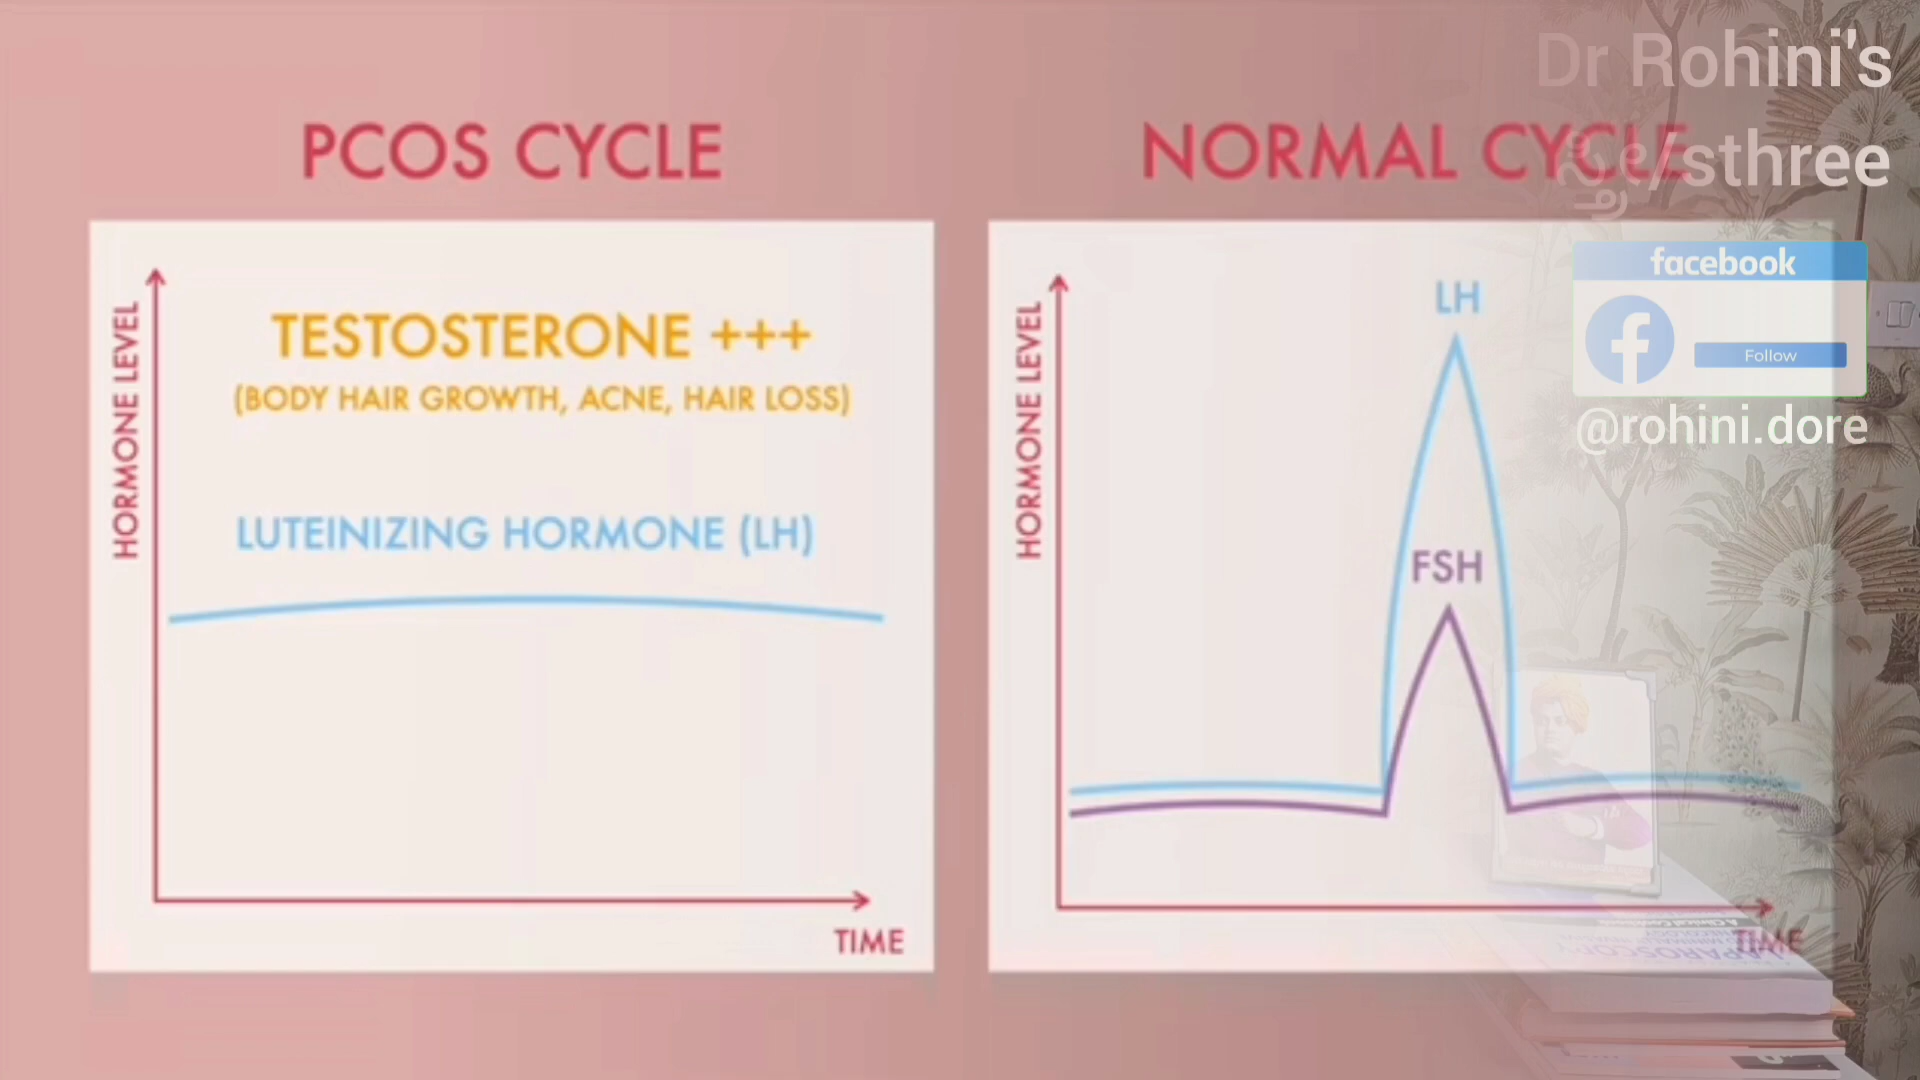 PCOS CYCLE
HORMONE LEVEL
TESTOSTERONE +++
(BODY HAIR GROWTH, ACNE, HAIR LOSS)
LUTEINIZING HORMONE (LH)
TIME
NORMAL CYCLE
HORMONE LEVEL
LH
FSH
TIME
Dr Rohini's
/sthree
facebook
Follow
@rohini.dore